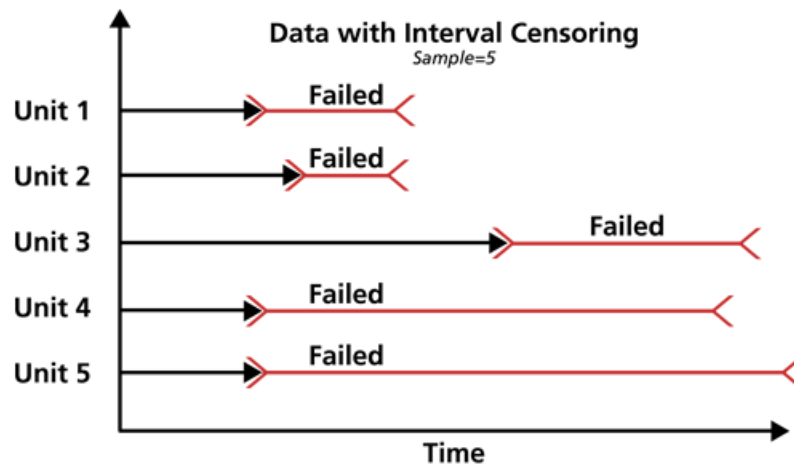 Data with Interval Censoring
Sample=5
Unit 1
Failed
Unit 2
Failed
Unit 3
Failed
Unit 4
Failed
Unit 5
Failed
Time